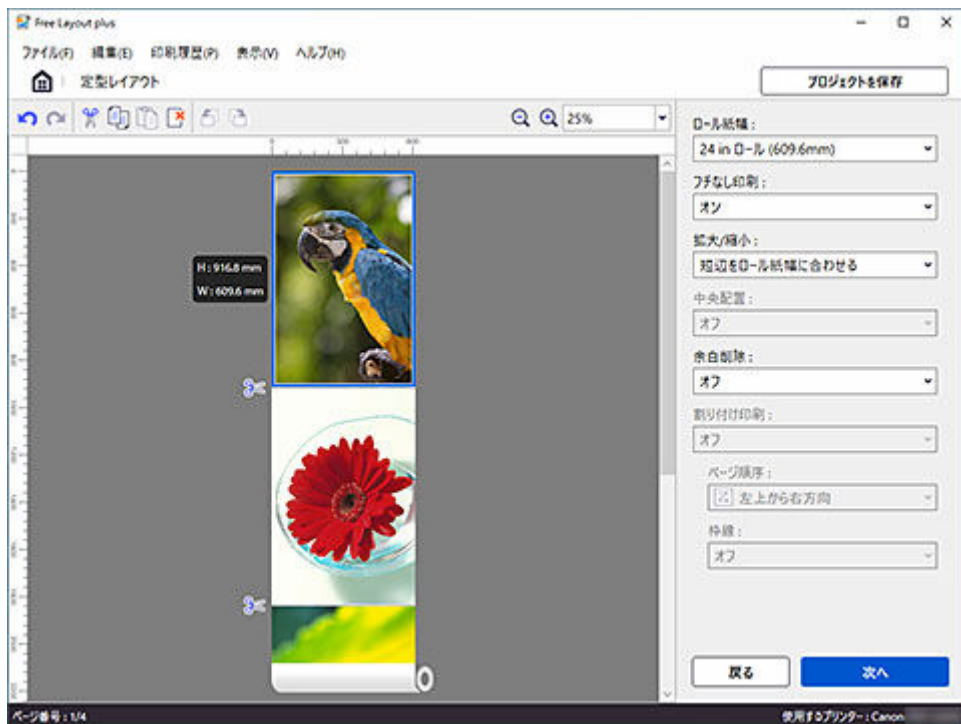 Free Layout plus
ファイル(F) 編集(E) 印刷履歴(P) 表示(V) ヘルプ(H)
定型レイアウト
プロジェクトを保存
25%
ロール紙幅：
24 in ロール (609.6mm)
フチなし印刷：
オン
拡大/縮小：
短辺をロール紙幅に合わせる
中央配置：
オフ
余白削除：
オフ
割り付け印刷：
オフ
ページ順序：
左上から右方向
枠線：
オフ
H : 916.8 mm
W : 609.6 mm
戻る
次へ
ページ番号 : 1/4
使用するプリンター : Canon